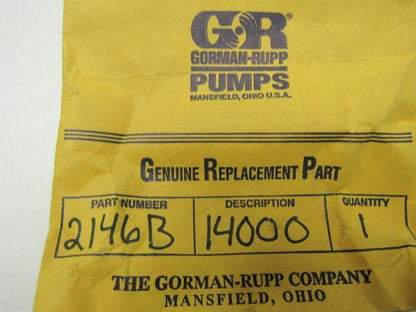 GR
GORMAN-RUPP
PUMPS
MANSFIELD, OHIO U.S.A.
GENUINE REPLACEMENT PART
PART NUMBER DESCRIPTION QUANTITY
2146B 14000 1
THE GORMAN-RUPP COMPANY
MANSFIELD, OHIO